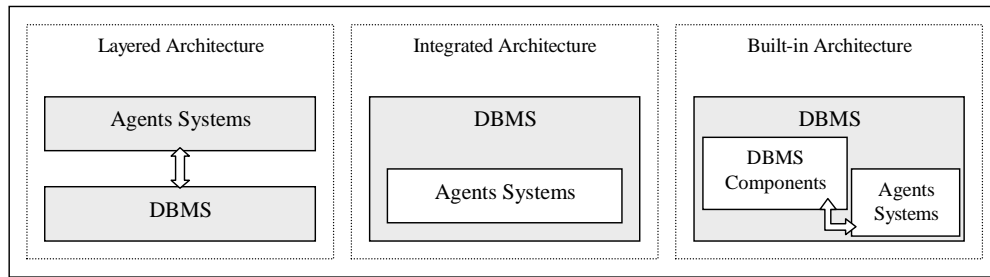 Layered Architecture
Agents Systems
DBMS
Integrated Architecture
DBMS
Agents Systems
Built-in Architecture
DBMS
DBMS
Components
Agents
Systems